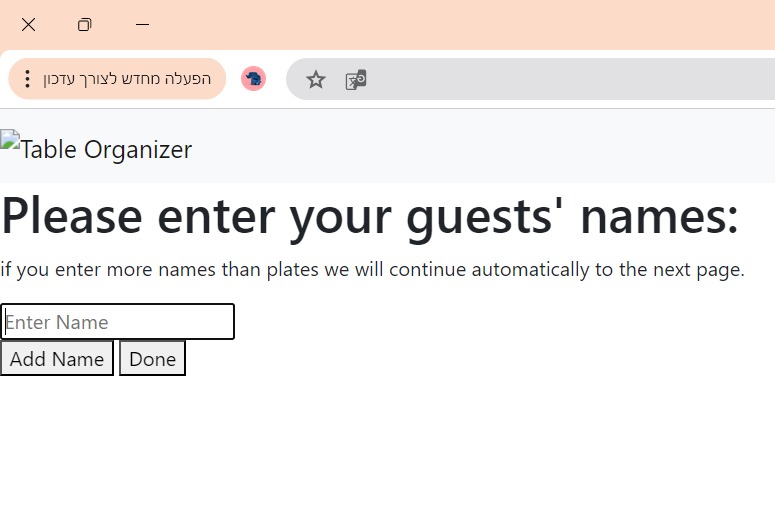 הפעלה מחדש לצורך עדכון
Table Organizer
Please enter your guests' names:
if you enter more names than plates we will continue automatically to the next page.
Enter Name
Add Name Done